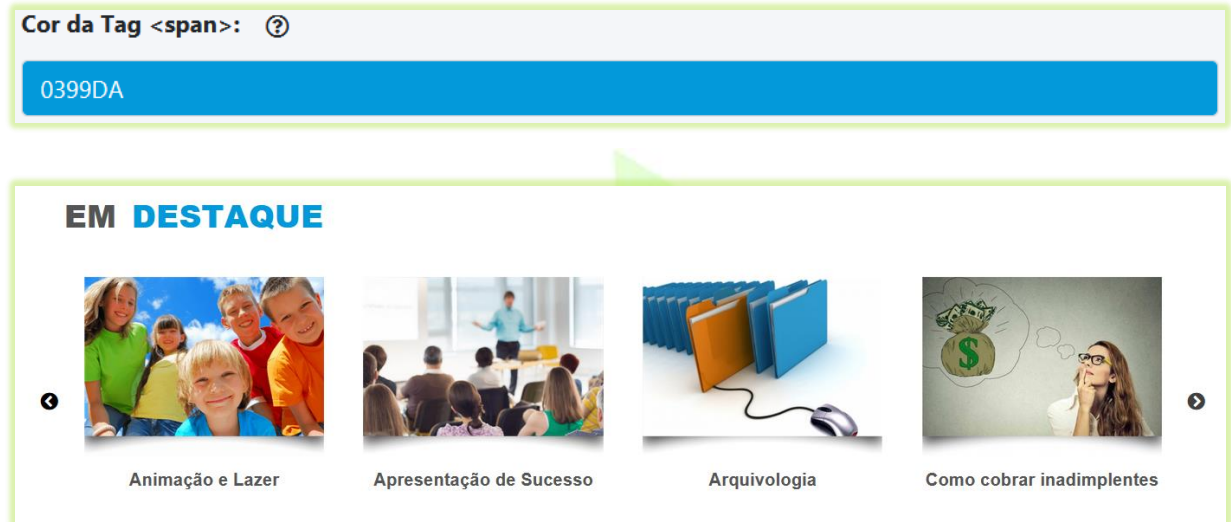 Cor da Tag <span>: ?
0399DA
EM DESTAQUE
$
Animação e Lazer
Apresentação de Sucesso
Arquivologia
Como cobrar inadimplentes